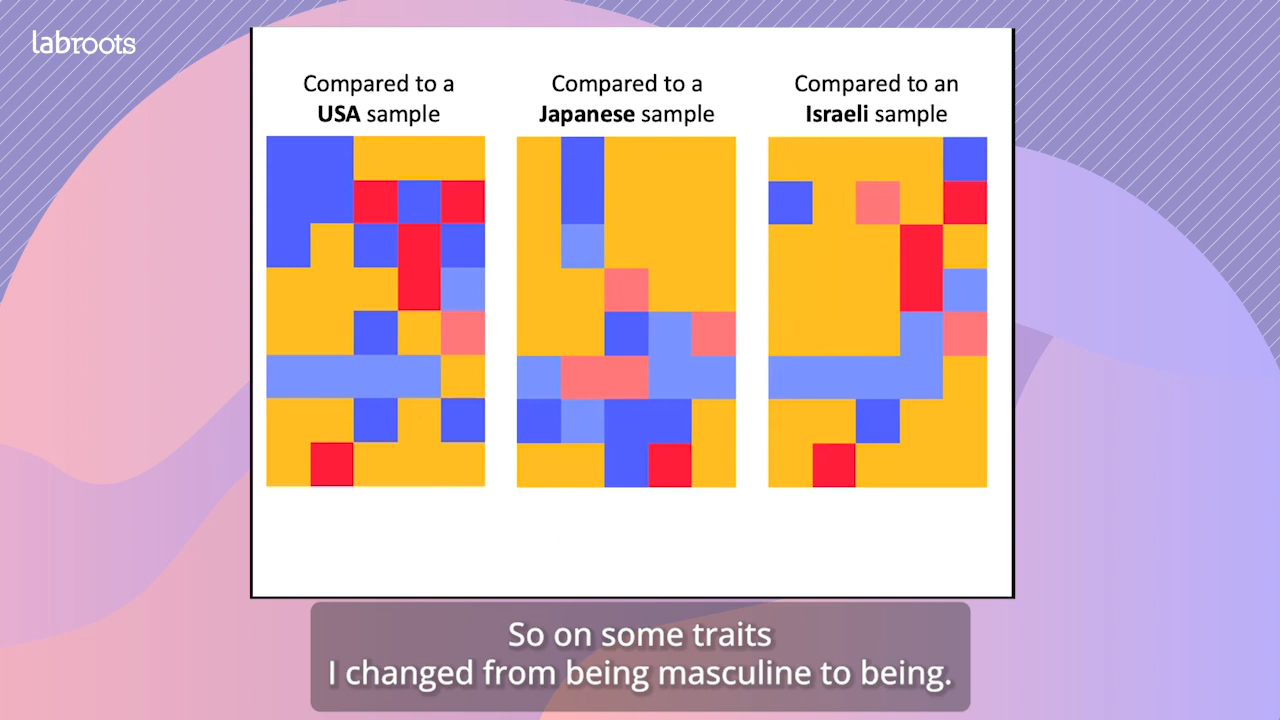 labroots
Compared to a
USA sample
Compared to a
Japanese sample
Compared to an
Israeli sample
So on some traits
I changed from being masculine to being.